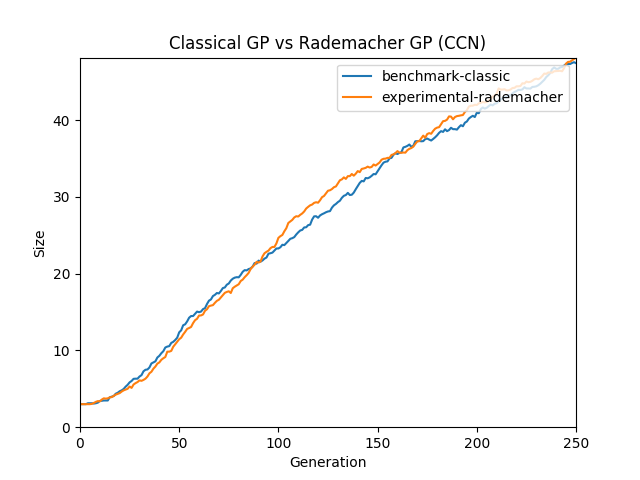 Classical GP vs Rademacher GP (CCN)
benchmark-classic
experimental-rademacher
Size
40
30
20
10
0
0 50 100 150 200 250
Generation